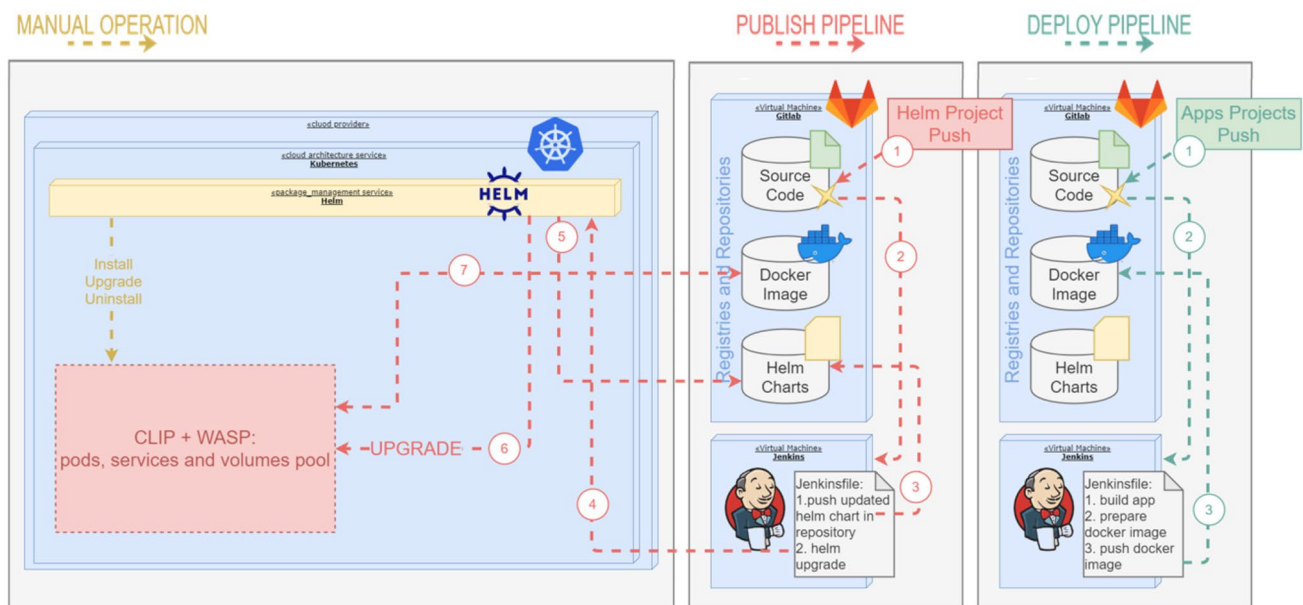 MANUAL OPERATION
PUBLISH PIPELINE
DEPLOY PIPELINE
«cluod provider»
«cloud architecture service»
Kubernetes
«package_management service»
Helm
HELM
Install
Upgrade
Uninstall
CLIP + WASP:
pods, services and volumes pool
UPGRADE
7
5
6
4
«Virtual Machine»
Gitlab
Helm Project
Push
1
Registries and Repositories
Source
Code
2
Docker
Image
Helm
Charts
«Virtual Machine»
Jenkins
Jenkinsfile:
1.push updated
helm chart in
repository
2. helm
upgrade
3
«Virtual Machine»
Gitlab
Apps Projects
Push
1
Registries and Repositories
Source
Code
2
Docker
Image
Helm
Charts
«Virtual Machine»
Jenkins
Jenkinsfile:
1. build app
2. prepare
docker image
3. push docker
image
3